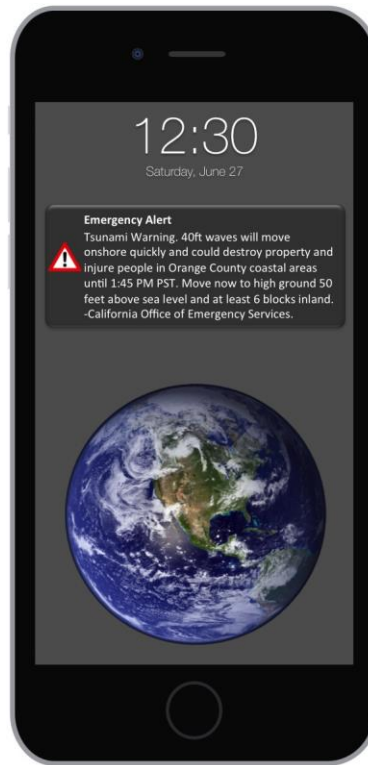 12:30
Saturday, June 27
Emergency Alert
Tsunami Warning. 40ft waves will move
onshore quickly and could destroy property and
injure people in Orange County coastal areas
until 1:45 PM PST. Move now to high ground 50
feet above sea level and at least 6 blocks inland.
-California Office of Emergency Services.